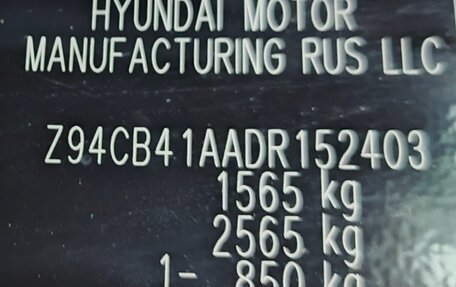 HYUNDAI MOTOR
MANUFACTURING RUS LLC
Z94CB41AADR152403
1565 kg
2565 kg
1- 850 kg